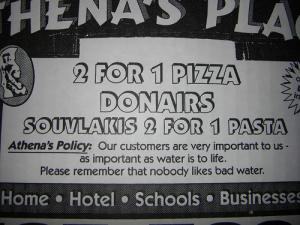 THENA'S PLA
2 FOR 1 PIZZA
DONAIRS
SOUVLAKIS 2 FOR 1 PASTA
Athena's Policy: Our customers are very important to us -
as important as water is to life.
Please remember that nobody likes bad water.
Home • Hotel • Schools • Businesses